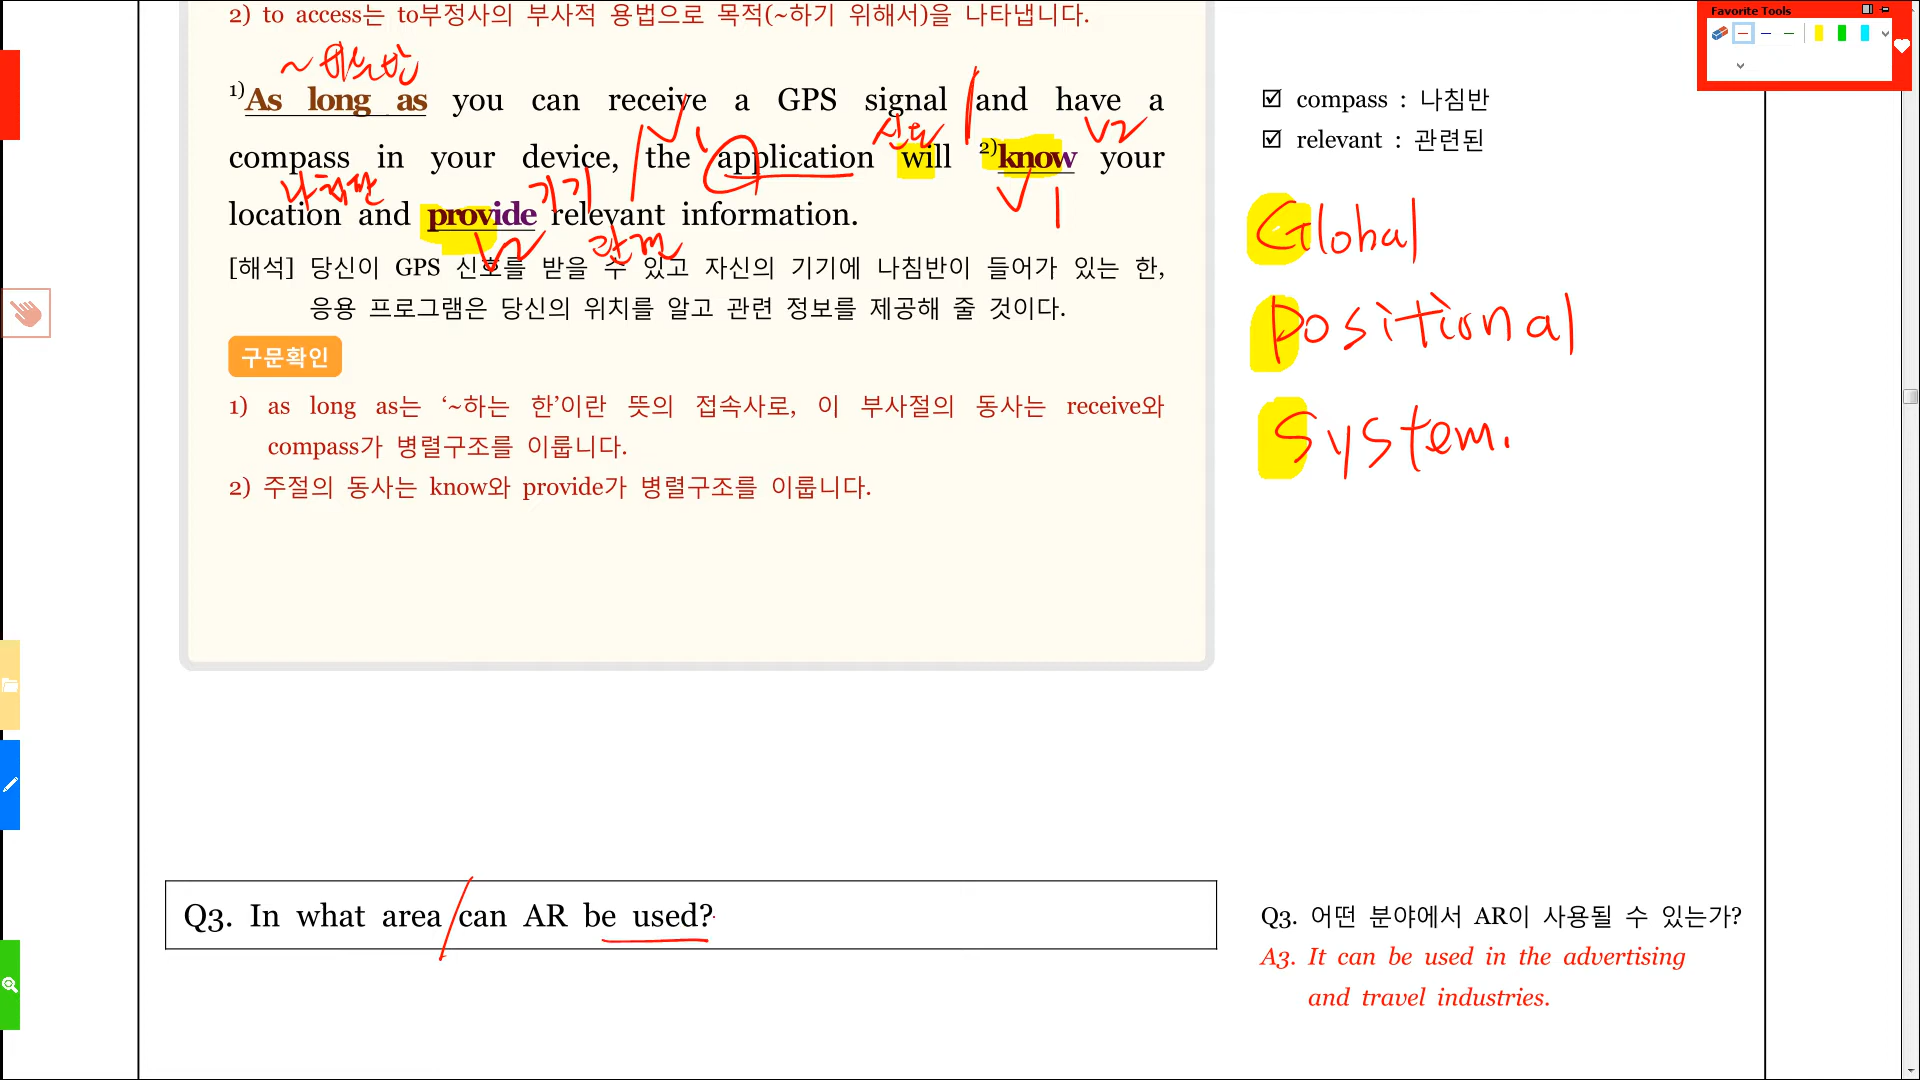 Favorite Tools
2) to access는 to부정사의 부사적 용법으로 목적(~하기 위해서)을 나타냅니다.
1)As long as you can receive a GPS signal and have a
신호
V2
compass in your device, the application will 2)know your
나침반
기기
V1
location and provide relevant information.
V2
관련
[해석] 당신이 GPS 신호를 받을 수 있고 자신의 기기에 나침반이 들어가 있는 한,
응용 프로그램은 당신의 위치를 알고 관련 정보를 제공해 줄 것이다.
구문확인
1) as long as는 ‘~하는 한’이란 뜻의 접속사로, 이 부사절의 동사는 receive와
compass가 병렬구조를 이룹니다.
2) 주절의 동사는 know와 provide가 병렬구조를 이룹니다.
compass : 나침반
relevant : 관련된
Global
Positional
System.
Q3. In what area can AR be used?
Q3. 어떤 분야에서 AR이 사용될 수 있는가?
A3. It can be used in the advertising
and travel industries.